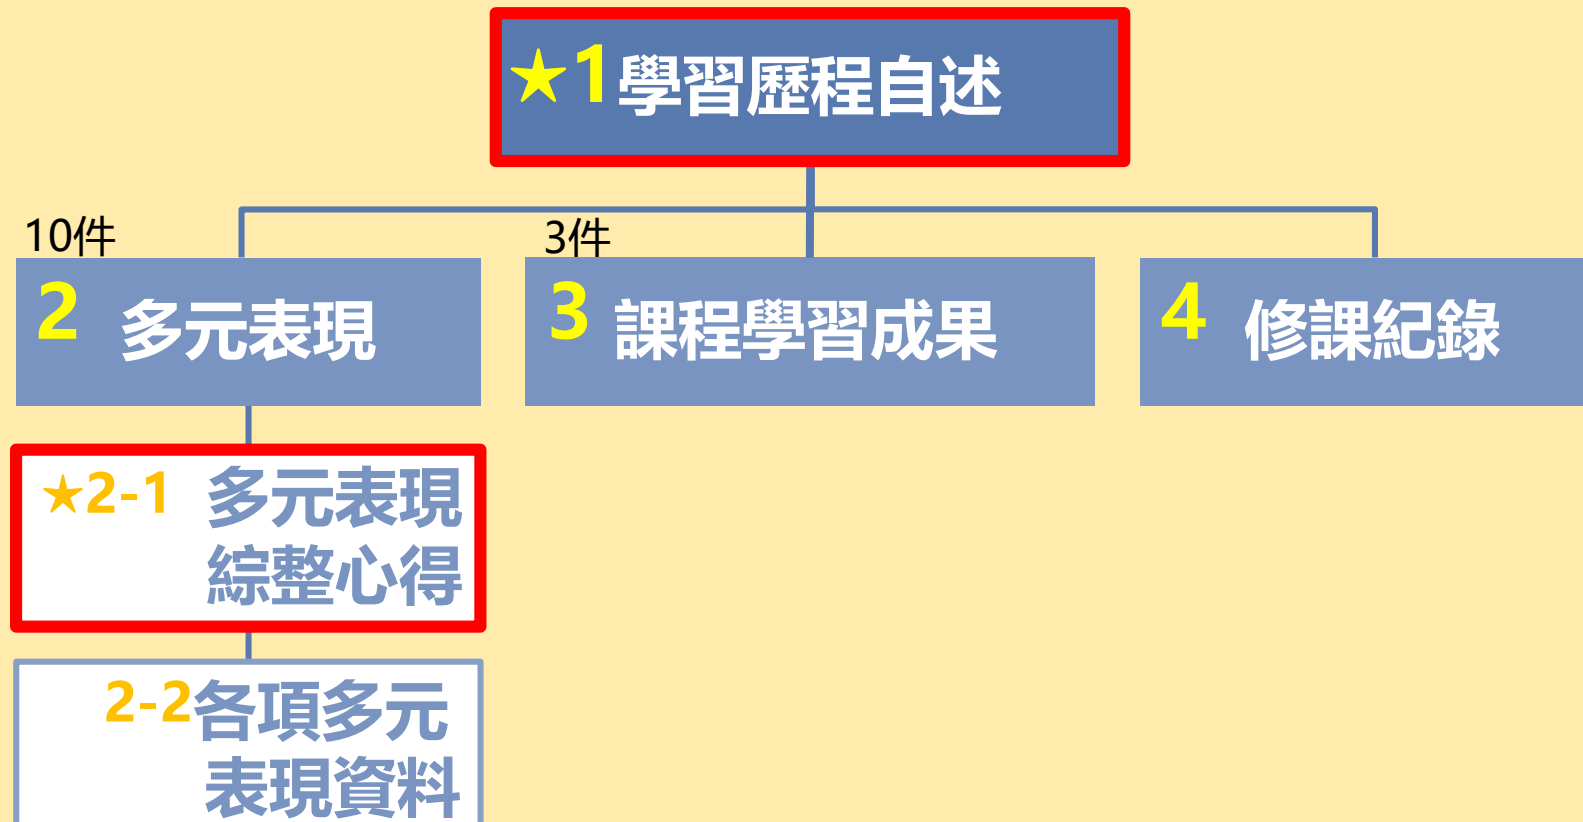 ★1學習歷程自述
10件
3件
2 多元表現
3 課程學習成果
4 修課紀錄
★2-1 多元表現
綜整心得
2-2各項多元
表現資料